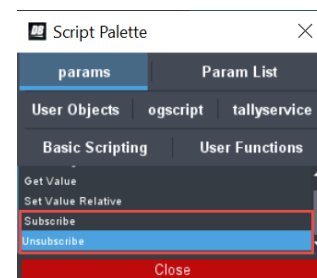 DB Script Palette
params Param List
User Objects ogscript tallyservice
Basic Scripting User Functions
Get Value
Set Value Relative
Subscribe
Unsubscribe
Close